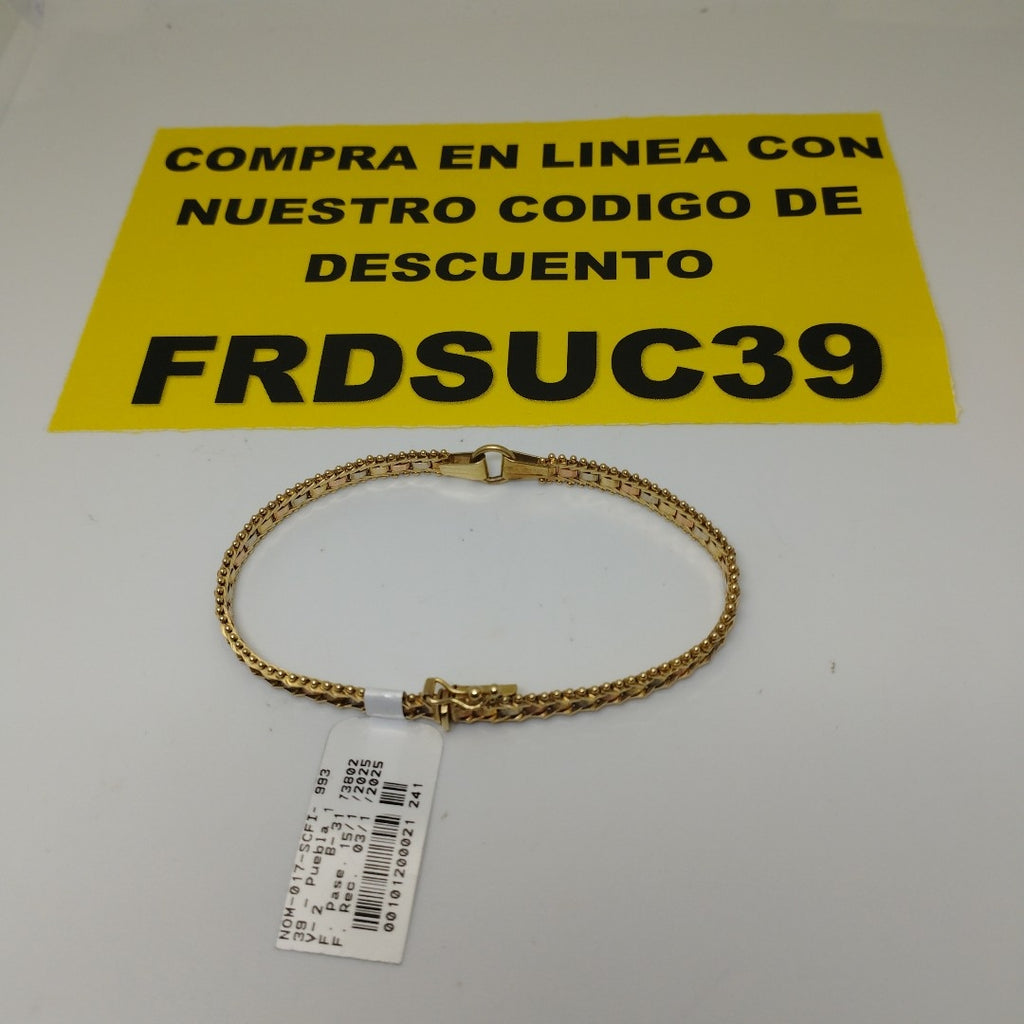 COMPRA EN LINEA CON
NUESTRO CODIGO DE
DESCUENTO
FRDSUC39
NOM-017-SCFI- 993
39 - Puebla 1
V- 2 B-31 73802
F. Pase. 15/1 /2025
F. Rec. 03/1 /2025
00101200021 241